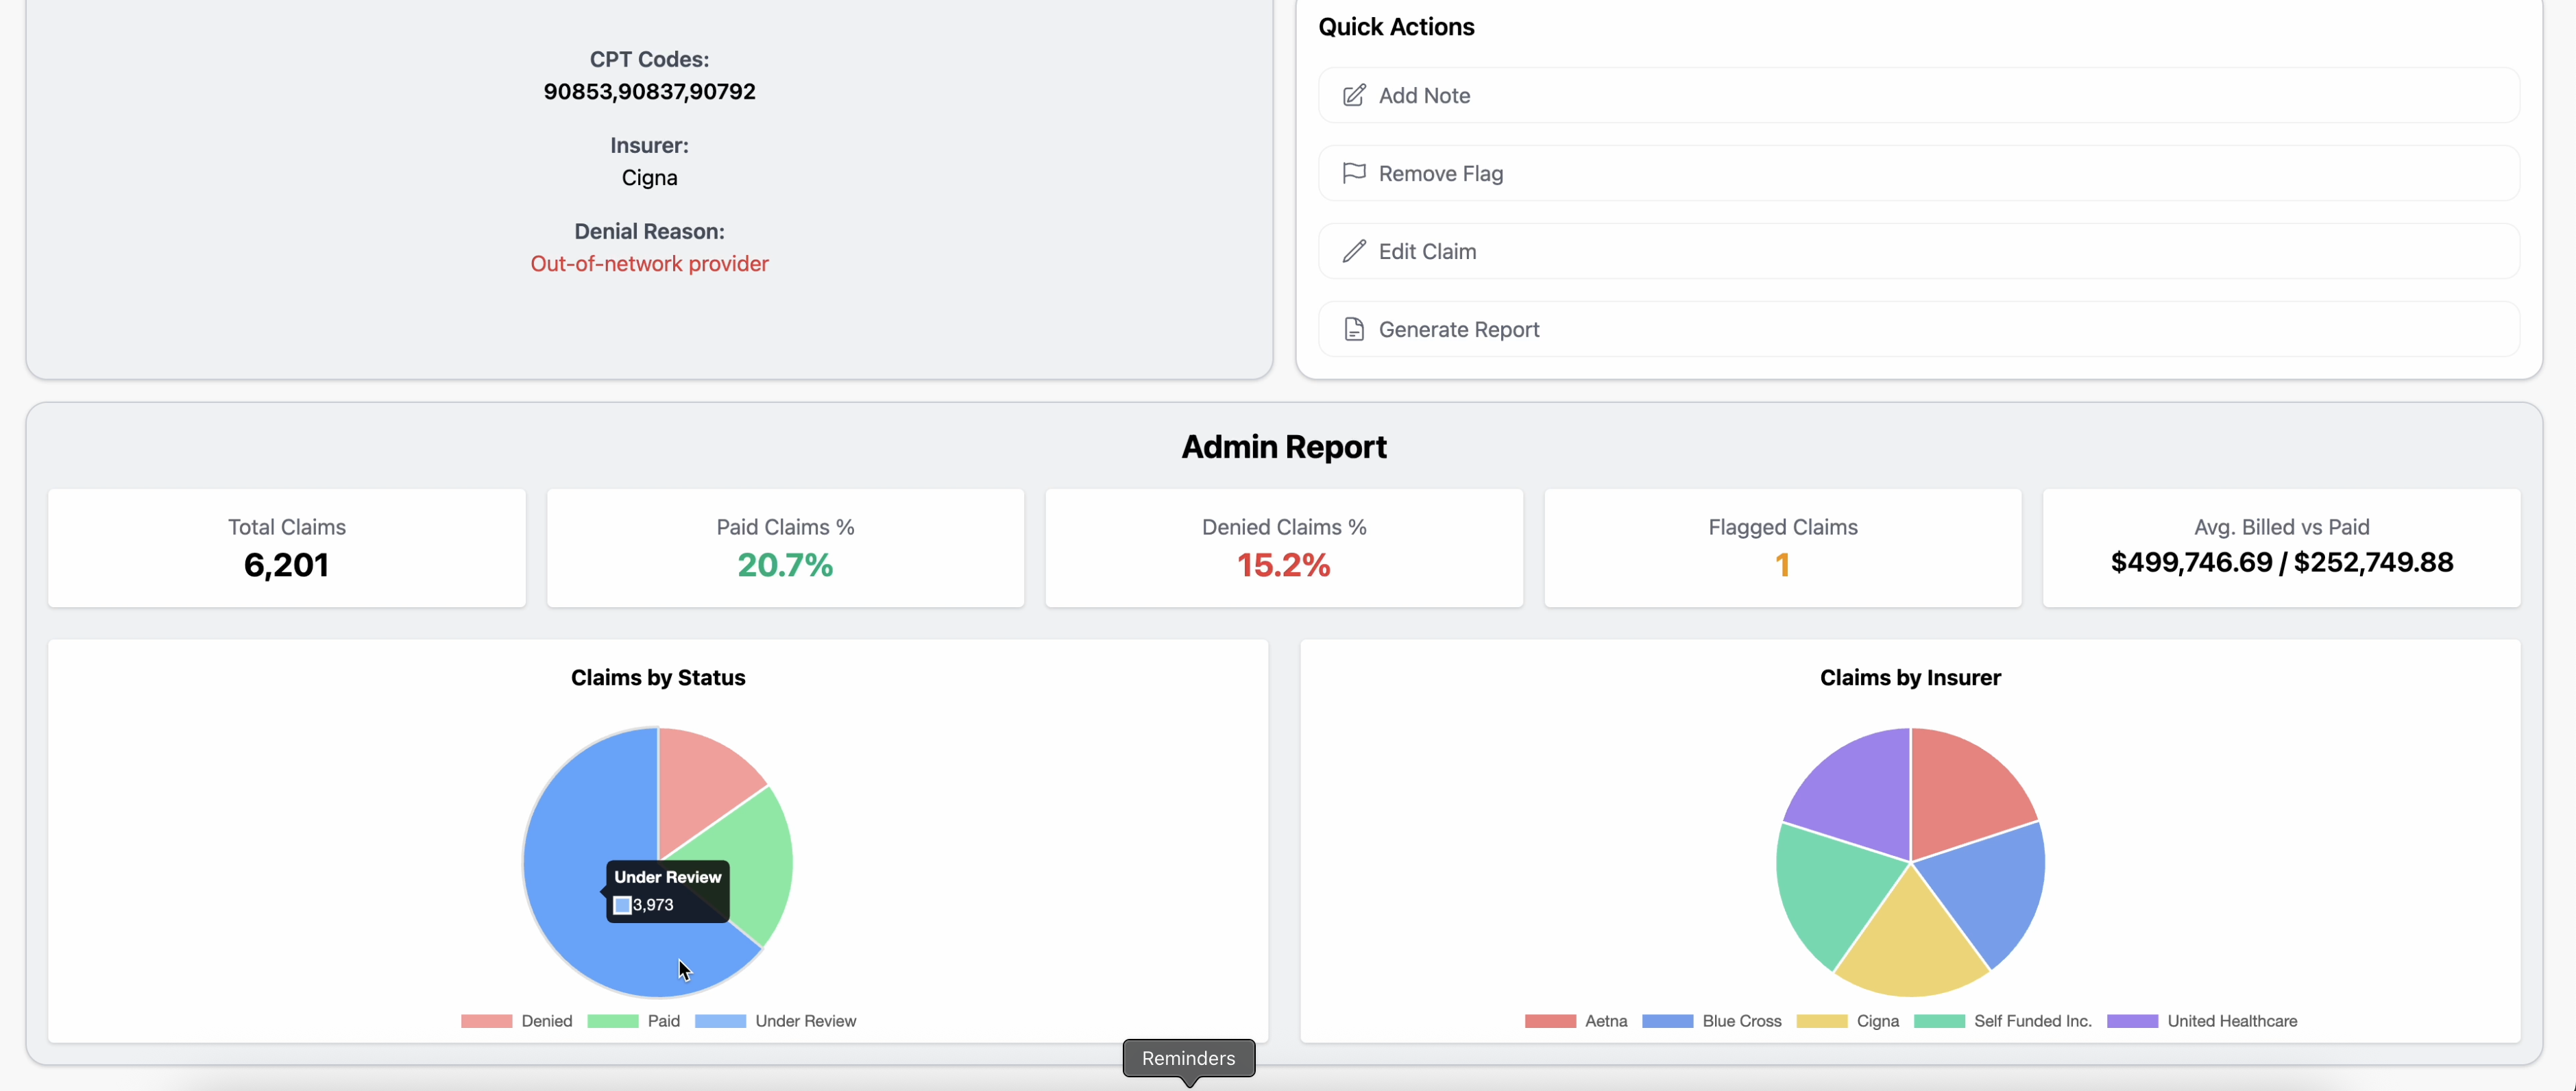 CPT Codes:
90853,90837,90792
Insurer:
Cigna
Denial Reason:
Out-of-network provider
Quick Actions
Add Note
Remove Flag
Edit Claim
Generate Report
Admin Report
Total Claims
6,201
Paid Claims %
20.7%
Denied Claims %
15.2%
Flagged Claims
1
Avg. Billed vs Paid
$499,746.69 / $252,749.88
Claims by Status
Under Review
3,973
Denied Paid Under Review
Claims by Insurer
Aetna Blue Cross Cigna Self Funded Inc. United Healthcare
Reminders